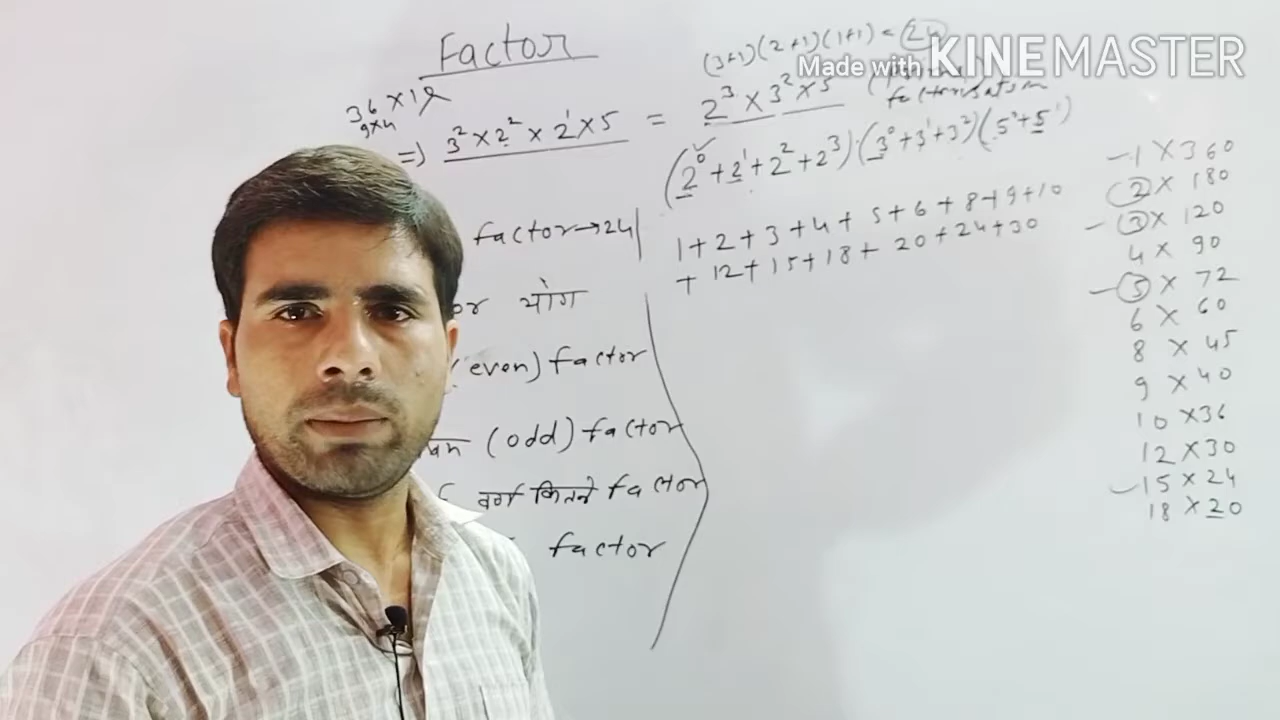 Factor
(3+1)(2+1)(1+1) = 24
Made with KINEMASTER
36 × 10
9×4
⇒) 3² × 2² × 2¹ × 5 = 2³ × 3² × 5
(2⁰ + 2¹ + 2² + 2³)·(3⁰ + 3¹ + 3²)(5⁰ + 5¹)
factor → 24
1 + 2 + 3 + 4 + 5 + 6 + 8 + 9 + 10
+ 12 + 15 + 18 + 20 + 24 + 30
or योग
(even) factor
(odd) factor
वर्ग कितने factor
factor
1 × 360
2 × 180
3 × 120
4 × 90
5 × 72
6 × 60
8 × 45
9 × 40
10 × 36
12 × 30
15 × 24
18 × 20